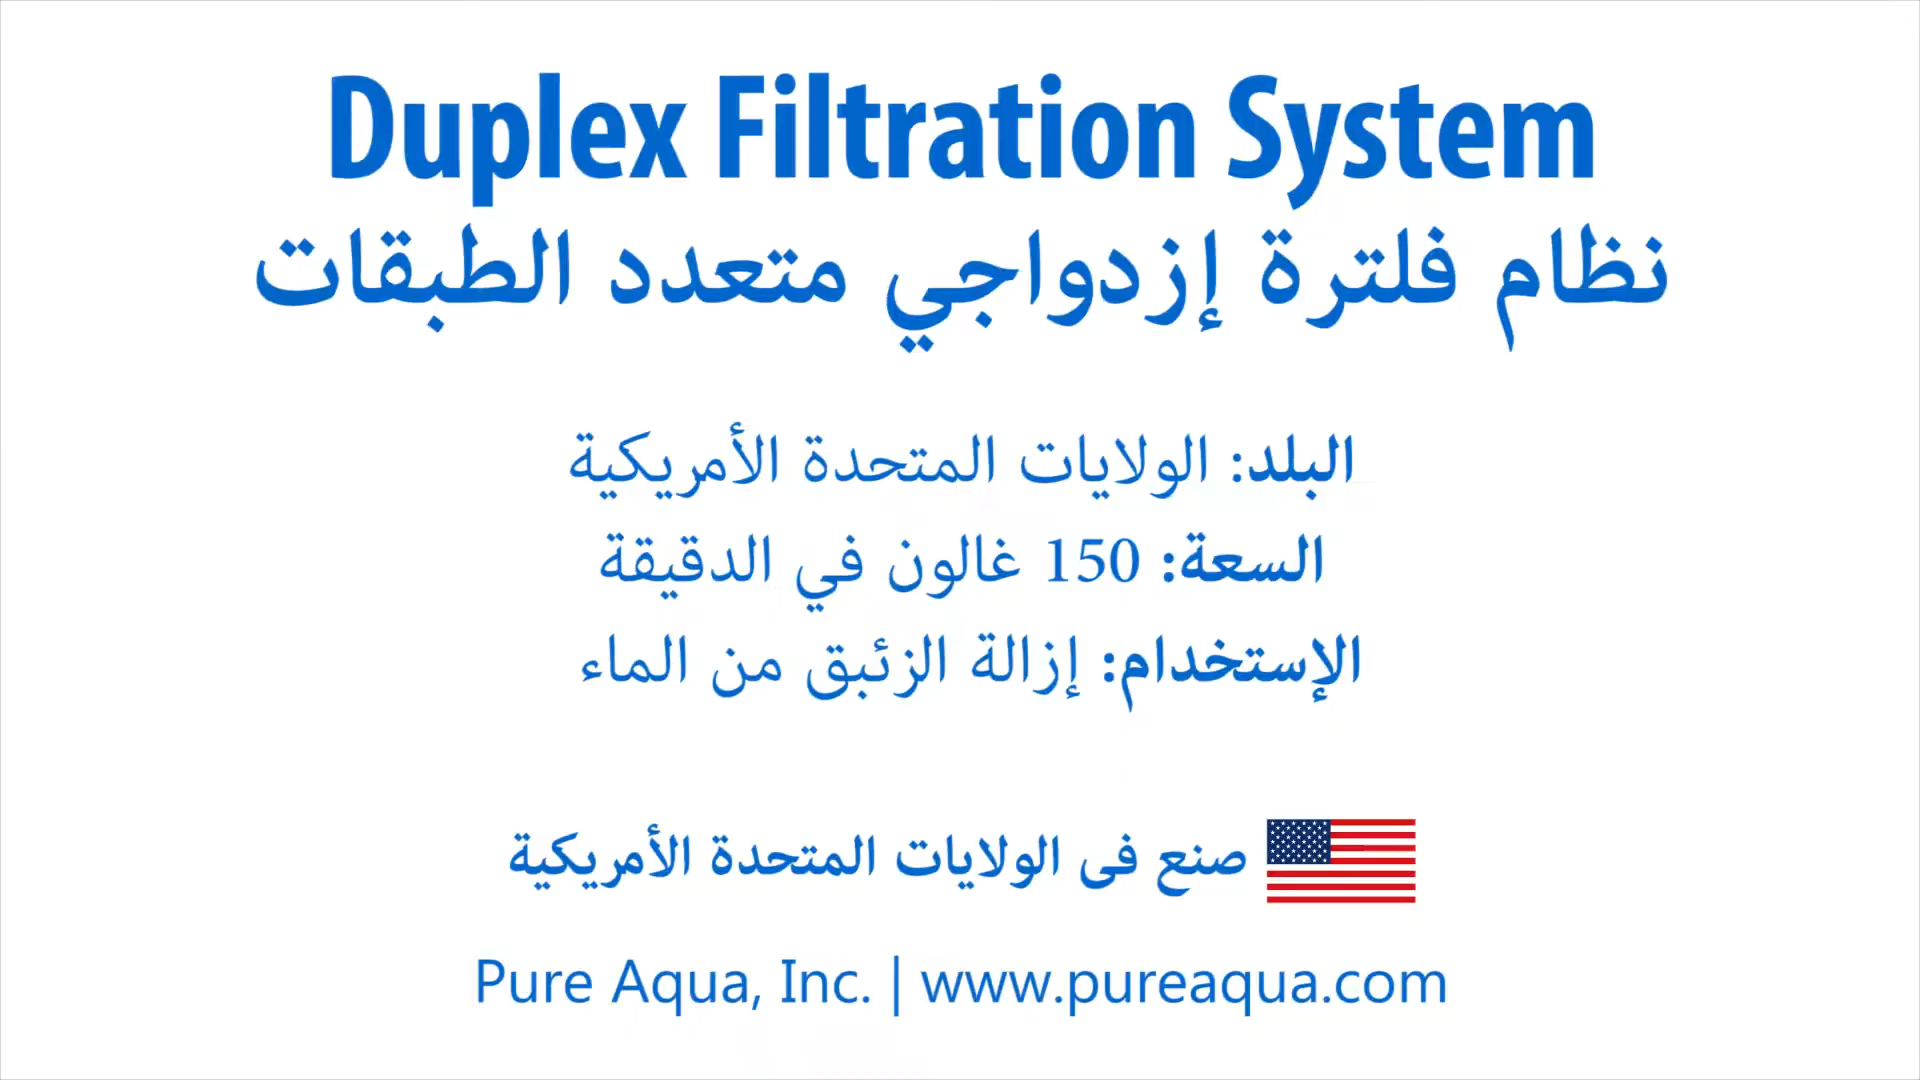 Duplex Filtration System
نظام فلترة إزدواجي متعدد الطبقات
البلد: الولايات المتحدة الأمريكية
السعة: 150 غالون في الدقيقة
الإستخدام: إزالة الزئبق من الماء
صنع فى الولايات المتحدة الأمريكية
Pure Aqua, Inc. | www.pureaqua.com